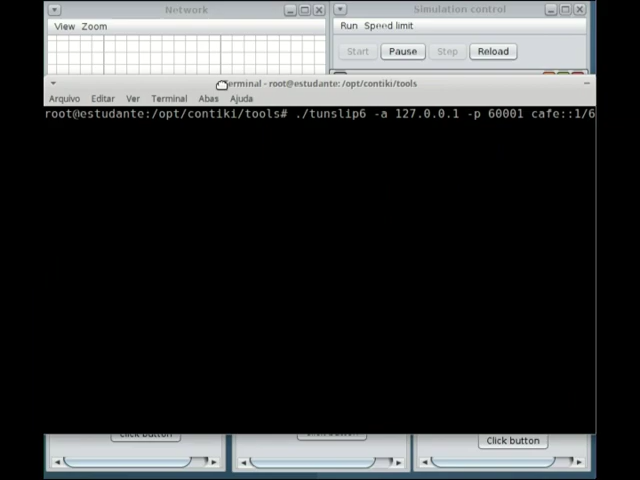 Network
View Zoom
Simulation control
Run Speed limit
Start Pause Step Reload
Terminal - root@estudante: /opt/contiki/tools
Arquivo Editar Ver Terminal Abas Ajuda
root@estudante:/opt/contiki/tools# ./tunslip6 -a 127.0.0.1 -p 60001 cafe::1/6
Click button
Click button